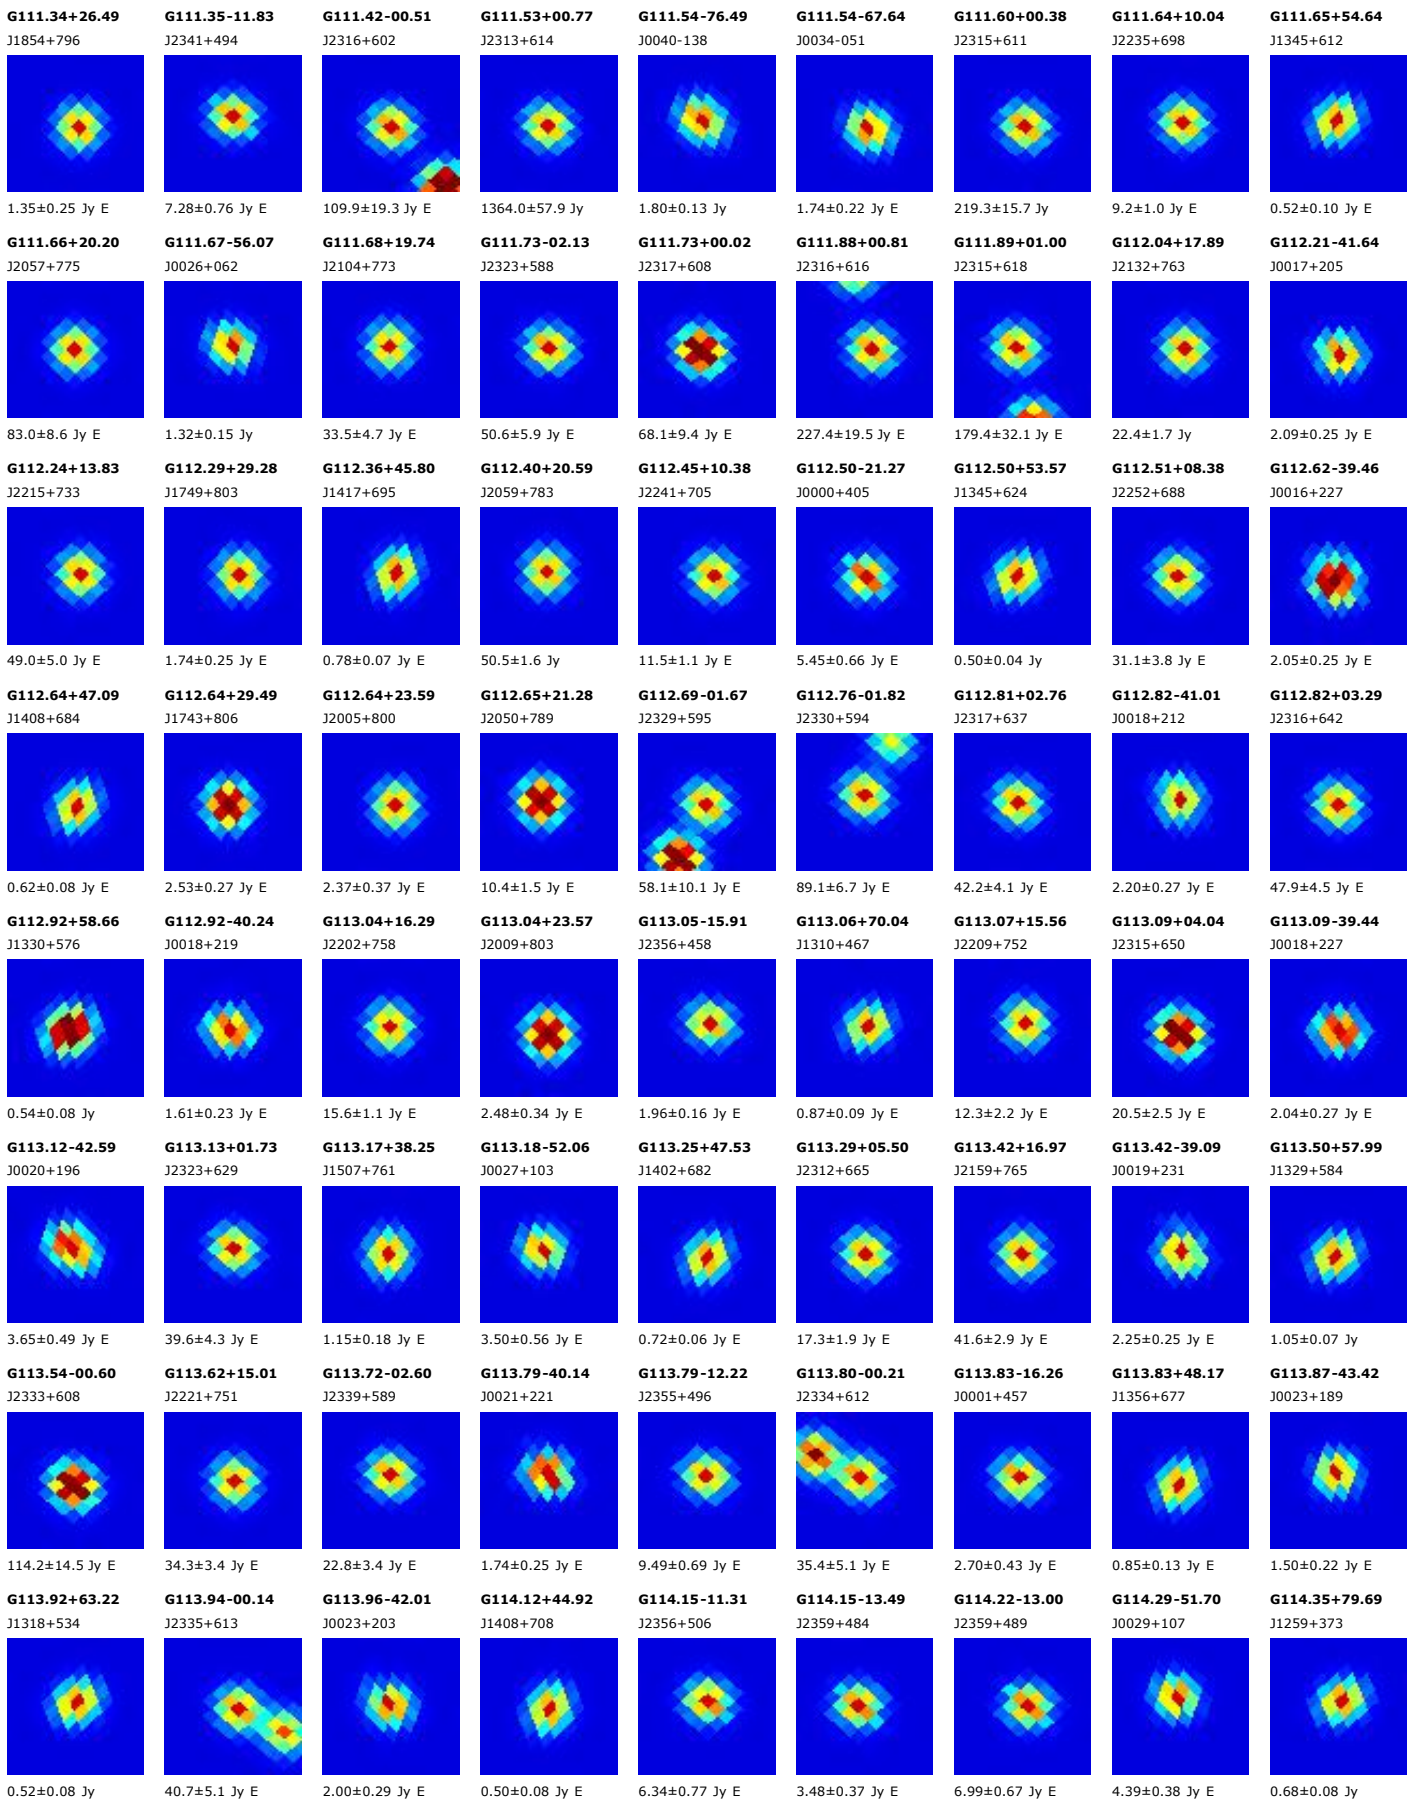 G111.34+26.49 G111.35-11.83 G111.42-00.51 G111.53+00.77 G111.54-76.49 G111.54-67.64 G111.60+00.38 G111.64+10.04 G111.65+54.64
J1854+796 J2341+494 J2316+602 J2313+614 J0040-138 J0034-051 J2315+611 J2235+698 J1345+612
1.35±0.25 Jy E 7.28±0.76 Jy E 109.9±19.3 Jy E 1364.0±57.9 Jy 1.80±0.13 Jy 1.74±0.22 Jy E 219.3±15.7 Jy 9.2±1.0 Jy E 0.52±0.10 Jy E
G111.66+20.20 G111.67-56.07 G111.68+19.74 G111.73-02.13 G111.73+00.02 G111.88+00.81 G111.89+01.00 G112.04+17.89 G112.21-41.64
J2057+775 J0026+062 J2104+773 J2323+588 J2317+608 J2316+616 J2315+618 J2132+763 J0017+205
83.0±8.6 Jy E 1.32±0.15 Jy 33.5±4.7 Jy E 50.6±5.9 Jy E 68.1±9.4 Jy E 227.4±19.5 Jy E 179.4±32.1 Jy E 22.4±1.7 Jy 2.09±0.25 Jy E
G112.24+13.83 G112.29+29.28 G112.36+45.80 G112.40+20.59 G112.45+10.38 G112.50-21.27 G112.50+53.57 G112.51+08.38 G112.62-39.46
J2215+733 J1749+803 J1417+695 J2059+783 J2241+705 J0000+405 J1345+624 J2252+688 J0016+227
49.0±5.0 Jy E 1.74±0.25 Jy E 0.78±0.07 Jy E 50.5±1.6 Jy 11.5±1.1 Jy E 5.45±0.66 Jy E 0.50±0.04 Jy 31.1±3.8 Jy E 2.05±0.25 Jy E
G112.64+47.09 G112.64+29.49 G112.64+23.59 G112.65+21.28 G112.69-01.67 G112.76-01.82 G112.81+02.76 G112.82-41.01 G112.82+03.29
J1408+684 J1743+806 J2005+800 J2050+789 J2329+595 J2330+594 J2317+637 J0018+212 J2316+642
0.62±0.08 Jy E 2.53±0.27 Jy E 2.37±0.37 Jy E 10.4±1.5 Jy E 58.1±10.1 Jy E 89.1±6.7 Jy E 42.2±4.1 Jy E 2.20±0.27 Jy E 47.9±4.5 Jy E
G112.92+58.66 G112.92-40.24 G113.04+16.29 G113.04+23.57 G113.05-15.91 G113.06+70.04 G113.07+15.56 G113.09+04.04 G113.09-39.44
J1330+576 J0018+219 J2202+758 J2009+803 J2356+458 J1310+467 J2209+752 J2315+650 J0018+227
0.54±0.08 Jy 1.61±0.23 Jy E 15.6±1.1 Jy E 2.48±0.34 Jy E 1.96±0.16 Jy E 0.87±0.09 Jy E 12.3±2.2 Jy E 20.5±2.5 Jy E 2.04±0.27 Jy E
G113.12-42.59 G113.13+01.73 G113.17+38.25 G113.18-52.06 G113.25+47.53 G113.29+05.50 G113.42+16.97 G113.42-39.09 G113.50+57.99
J0020+196 J2323+629 J1507+761 J0027+103 J1402+682 J2312+665 J2159+765 J0019+231 J1329+584
3.65±0.49 Jy E 39.6±4.3 Jy E 1.15±0.18 Jy E 3.50±0.56 Jy E 0.72±0.06 Jy E 17.3±1.9 Jy E 41.6±2.9 Jy E 2.25±0.25 Jy E 1.05±0.07 Jy
G113.54-00.60 G113.62+15.01 G113.72-02.60 G113.79-40.14 G113.79-12.22 G113.80-00.21 G113.83-16.26 G113.83+48.17 G113.87-43.42
J2333+608 J2221+751 J2339+589 J0021+221 J2355+496 J2334+612 J0001+457 J1356+677 J0023+189
114.2±14.5 Jy E 34.3±3.4 Jy E 22.8±3.4 Jy E 1.74±0.25 Jy E 9.49±0.69 Jy E 35.4±5.1 Jy E 2.70±0.43 Jy E 0.85±0.13 Jy E 1.50±0.22 Jy E
G113.92+63.22 G113.94-00.14 G113.96-42.01 G114.12+44.92 G114.15-11.31 G114.15-13.49 G114.22-13.00 G114.29-51.70 G114.35+79.69
J1318+534 J2335+613 J0023+203 J1408+708 J2356+506 J2359+484 J2359+489 J0029+107 J1259+373
0.52±0.08 Jy 40.7±5.1 Jy E 2.00±0.29 Jy E 0.50±0.08 Jy E 6.34±0.77 Jy E 3.48±0.37 Jy E 6.99±0.67 Jy E 4.39±0.38 Jy E 0.68±0.08 Jy